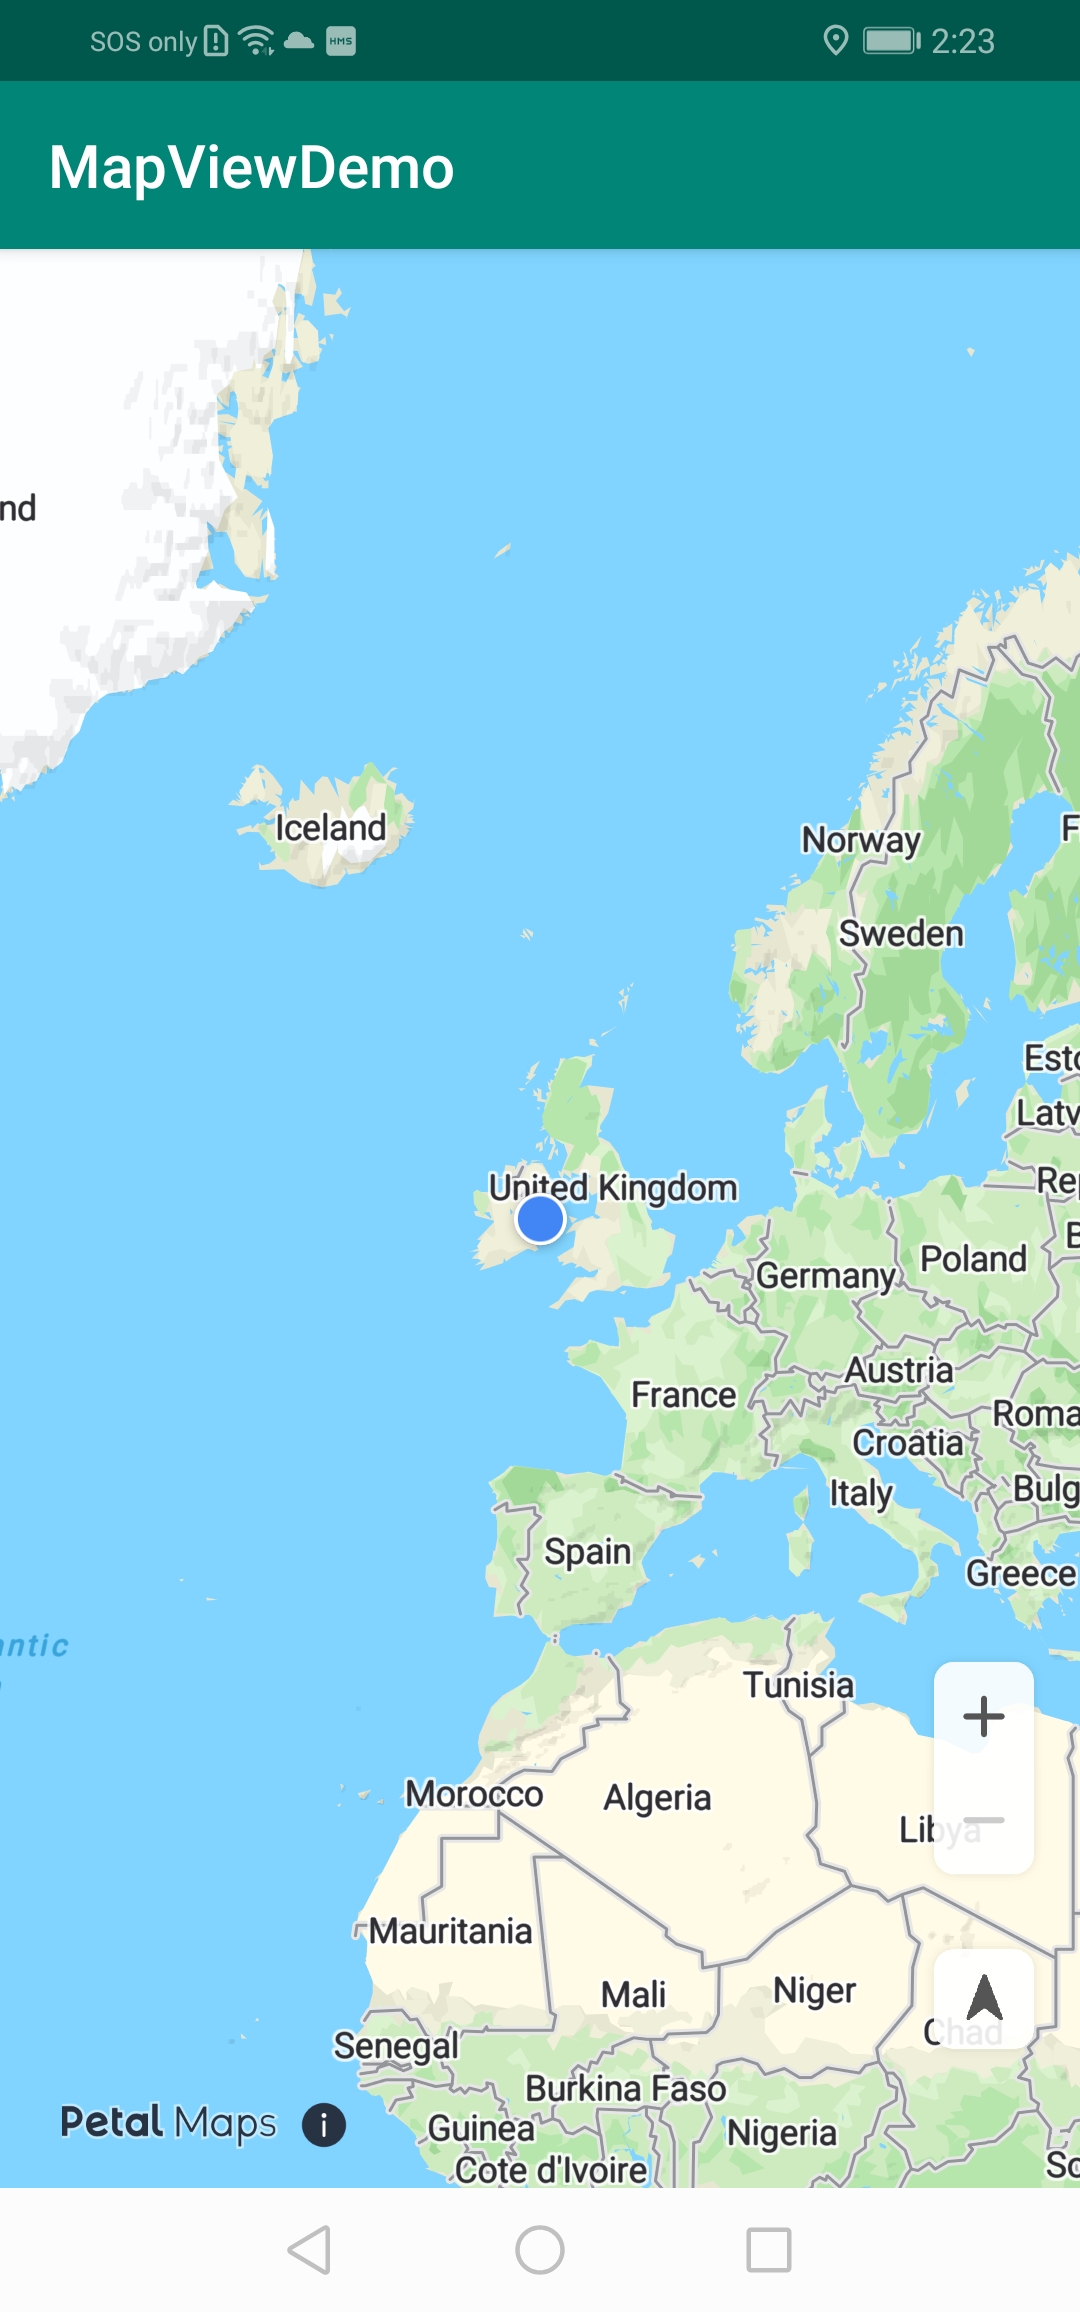 SOS only
HMS
2:23
MapViewDemo
nd
Iceland
Norway
F
Sweden
Esto
Latv
United Kingdom
Re
B
Poland
Germany
Austria
France
Roma
Croatia
Bulg
Italy
Spain
Greece
antic
Tunisia
Morocco
Algeria
Libya
Mauritania
Niger
Mali
Chad
Senegal
Burkina Faso
Petal Maps i
Guinea
Nigeria
Cote d'Ivoire
So